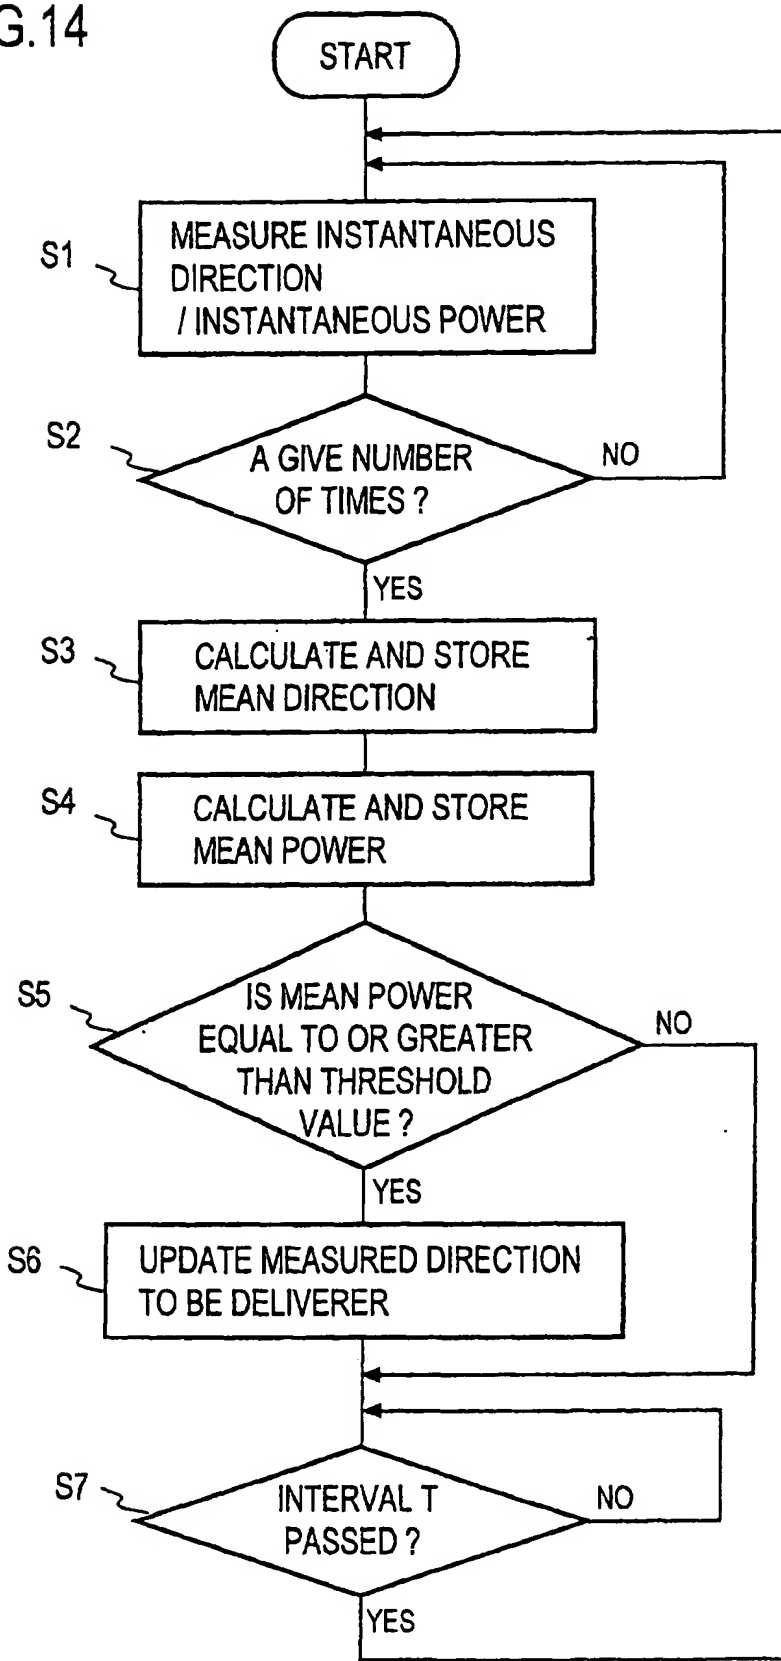 G.14
START
S1
MEASURE INSTANTANEOUS
DIRECTION
/ INSTANTANEOUS POWER
S2
A GIVE NUMBER
OF TIMES ?
NO
YES
S3
CALCULATE AND STORE
MEAN DIRECTION
S4
CALCULATE AND STORE
MEAN POWER
S5
IS MEAN POWER
EQUAL TO OR GREATER
THAN THRESHOLD
VALUE ?
NO
YES
S6
UPDATE MEASURED DIRECTION
TO BE DELIVERER
S7
INTERVAL T
PASSED ?
NO
YES